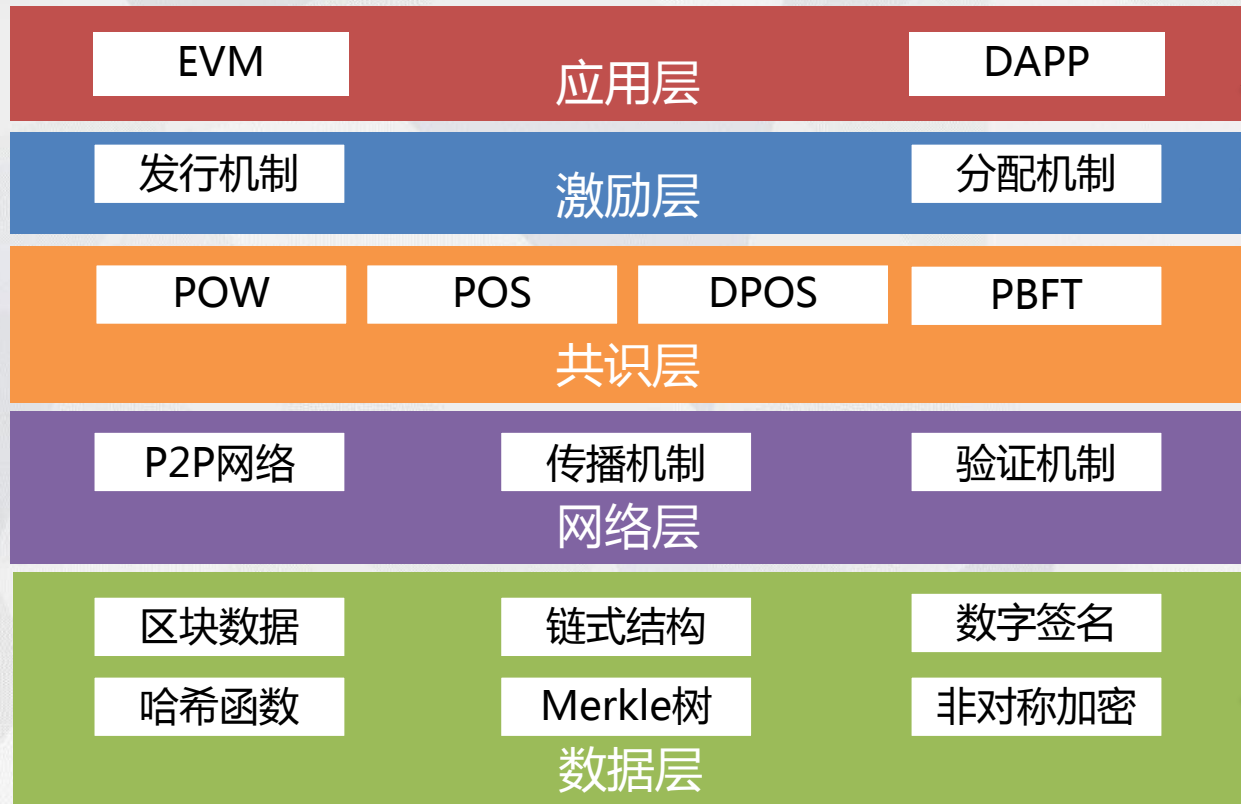 EVM
DAPP
应用层
发行机制
分配机制
激励层
POW
POS
DPOS
PBFT
共识层
P2P网络
传播机制
验证机制
网络层
区块数据
链式结构
数字签名
哈希函数
Merkle树
非对称加密
数据层